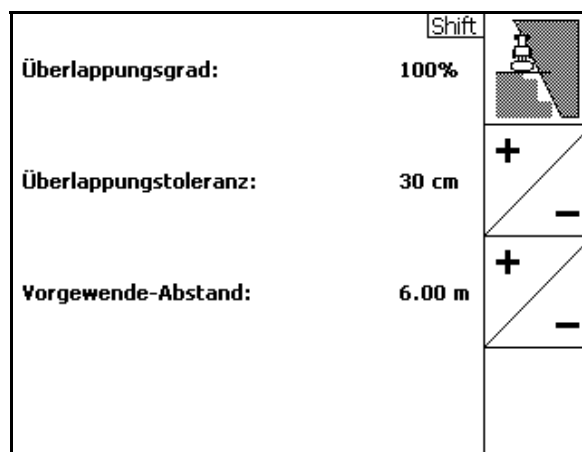 Shift
Überlappungsgrad: 100%
+
Überlappungstoleranz: 30 cm
−
+
Vorgewende-Abstand: 6.00 m
−